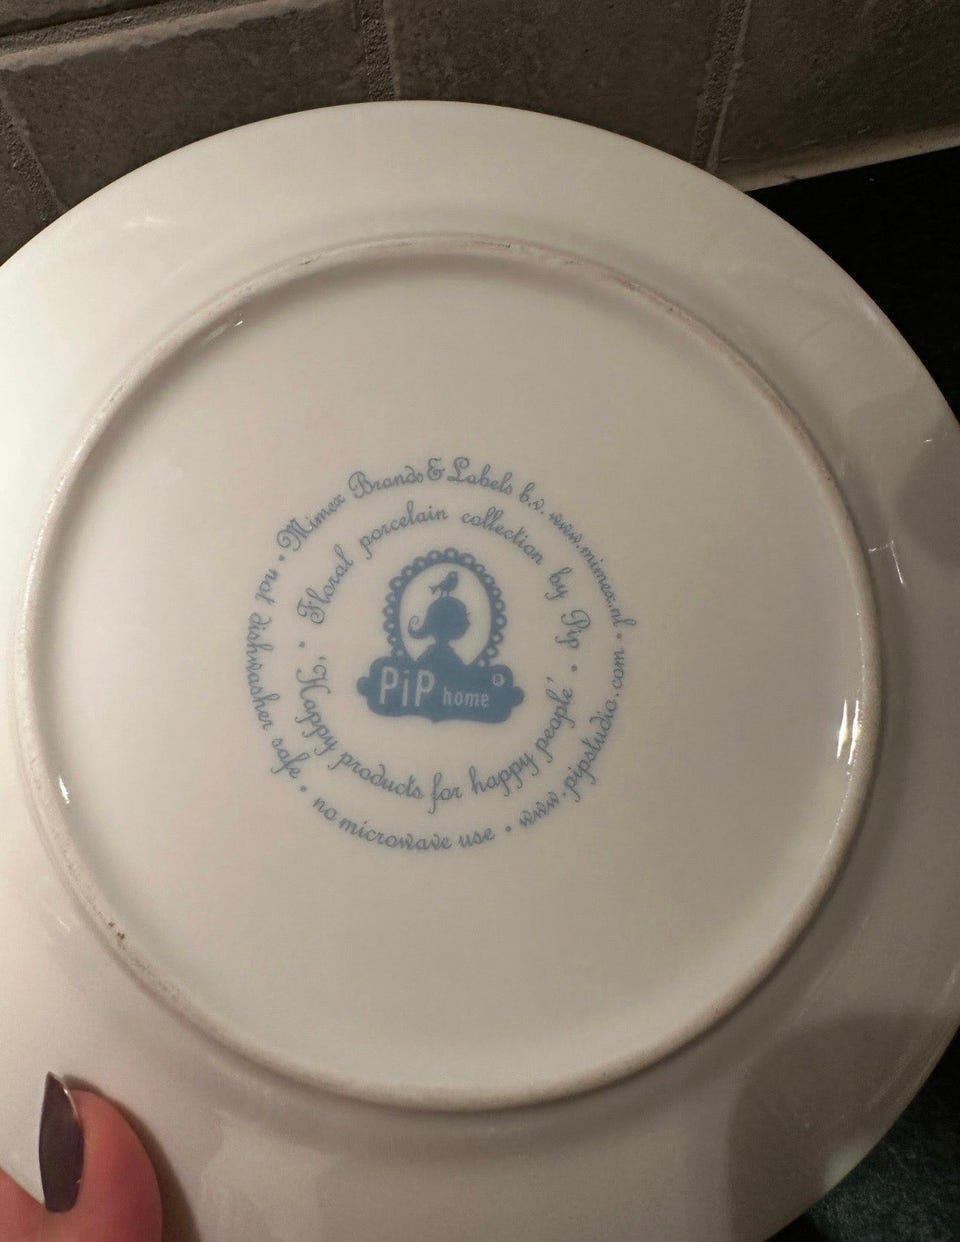 • Mimex Brands & Labels b.v. www.mimex.nl • www.pipstudio.com • no microwave use • not dishwasher safe
• Floral porcelain collection by Pip • 'Happy products for happy people'
PiP home ®